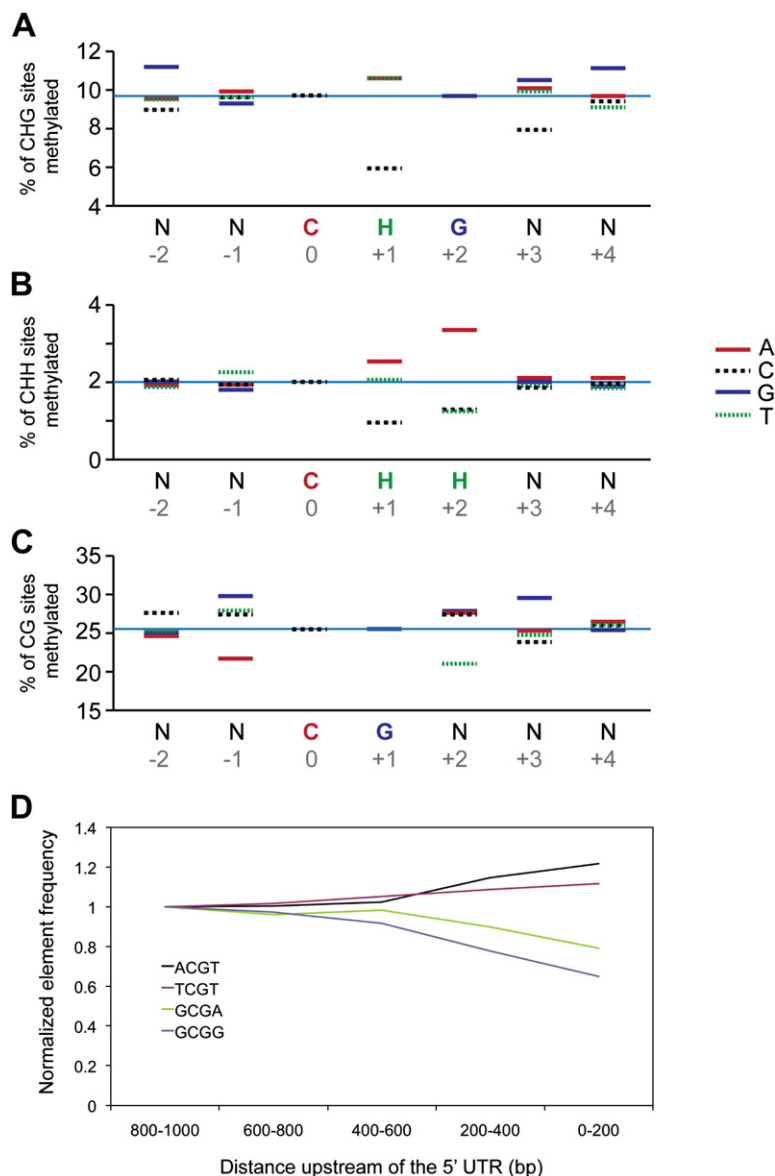 A
% of CHG sites
methylated
12
10
8
6
4
N N C H G N N
-2 -1 0 +1 +2 +3 +4
B
% of CHH sites
methylated
4
2
0
N N C H H N N
-2 -1 0 +1 +2 +3 +4
A
C
G
T
C
% of CG sites
methylated
35
30
25
20
15
N N C G N N N
-2 -1 0 +1 +2 +3 +4
D
Normalized element frequency
1.4
1.2
1
0.8
0.6
0.4
0.2
0
ACGT
TCGT
GCGA
GCGG
800-1000 600-800 400-600 200-400 0-200
Distance upstream of the 5' UTR (bp)